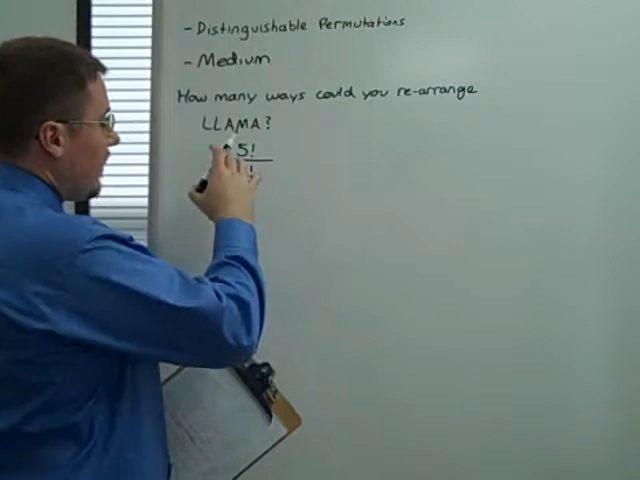 - Distinguishable Permutations
- Medium
How many ways could you re-arrange
LLAMA?
5!
!